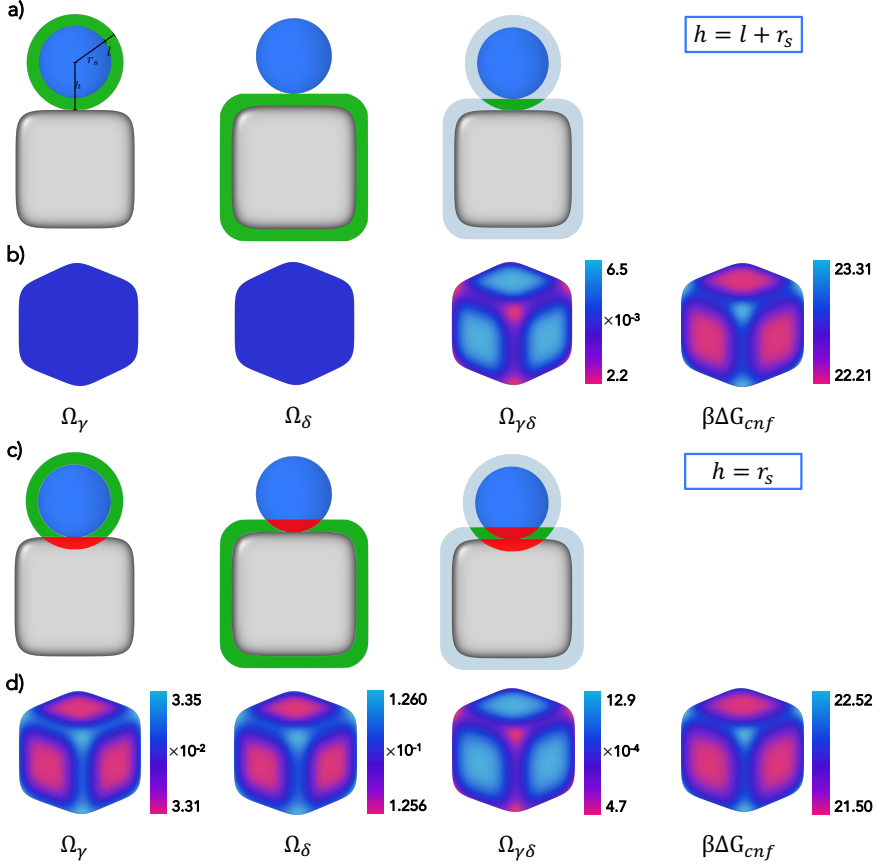 a)
l
r_s
h
h = l + r_s
b)
6.5
×10⁻³
2.2
23.31
22.21
Ω_γ
Ω_δ
Ω_γδ
βΔG_cnf
c)
h = r_s
d)
3.35
×10⁻²
3.31
1.260
×10⁻¹
1.256
12.9
×10⁻⁴
4.7
22.52
21.50
Ω_γ
Ω_δ
Ω_γδ
βΔG_cnf